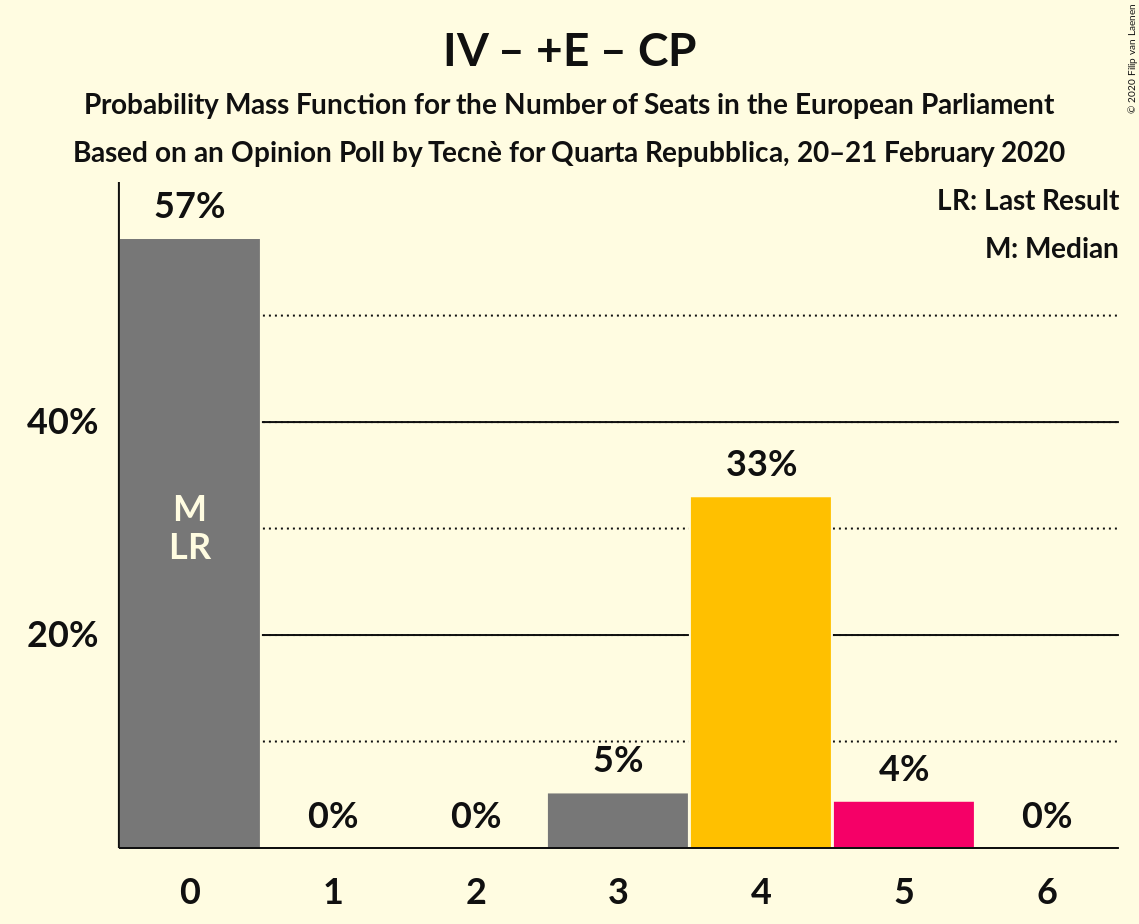 IV – +E – CP
Probability Mass Function for the Number of Seats in the European Parliament
Based on an Opinion Poll by Tecnè for Quarta Repubblica, 20–21 February 2020
© 2020 Filip van Laenen
LR: Last Result
M: Median
57%
40%
33%
M
LR
20%
5%
4%
0%
0%
0%
0
1
2
3
4
5
6